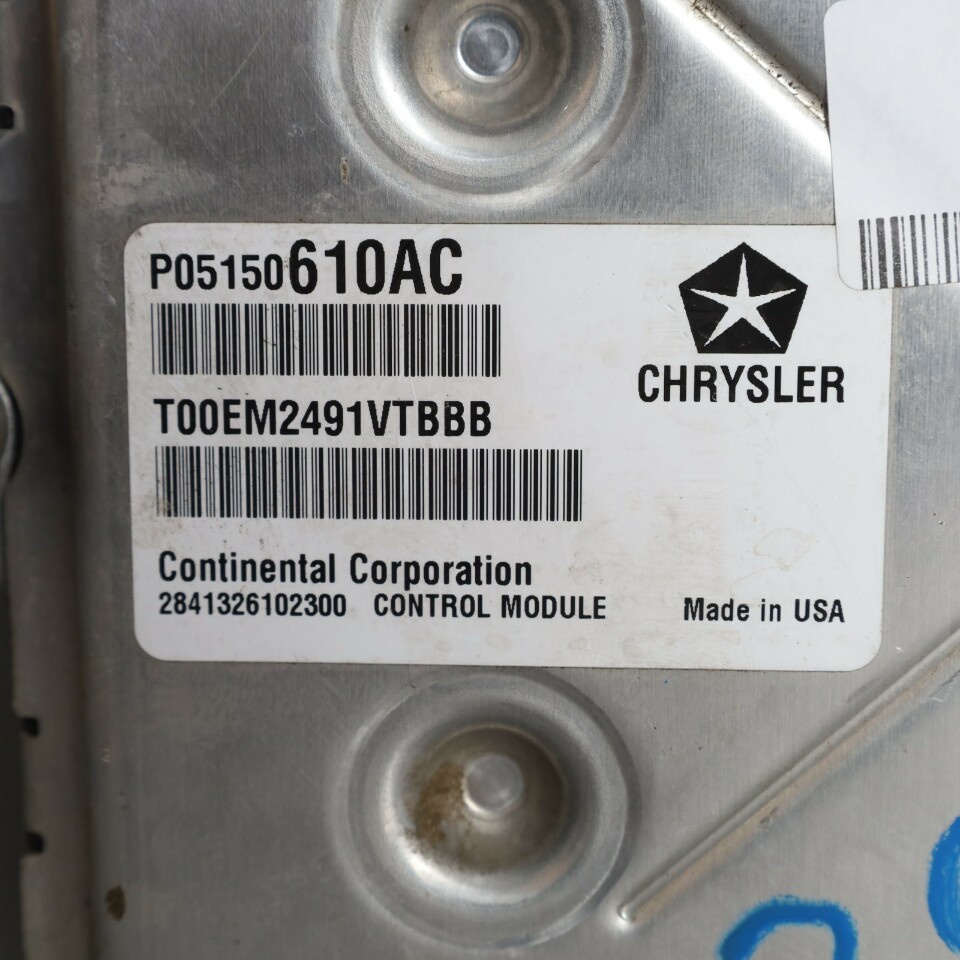 P05150610AC
CHRYSLER
T00EM2491VTBBB
Continental Corporation
2841326102300 CONTROL MODULE Made in USA